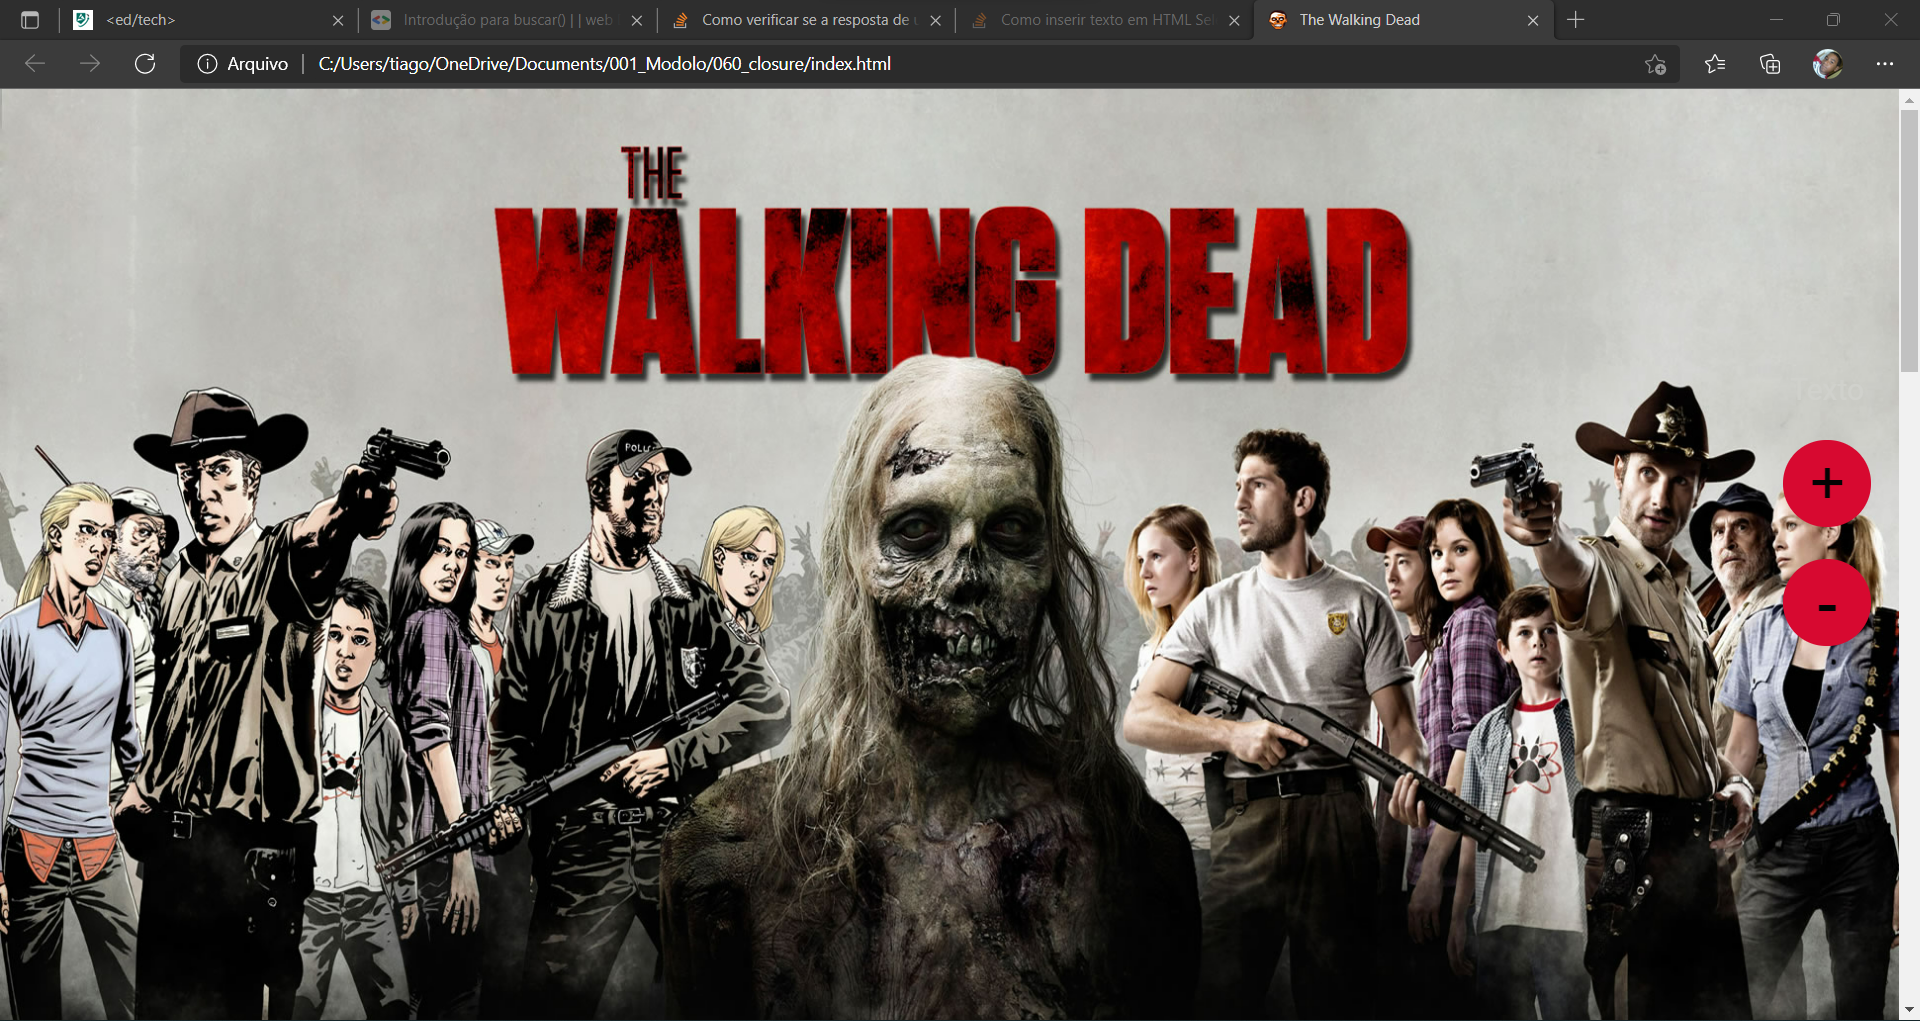 <ed/tech>
Introdução para buscar() | | web
Como verificar se a resposta de u
Como inserir texto em HTML Sel
The Walking Dead
Arquivo
C:/Users/tiago/OneDrive/Documents/001_Modolo/060_closure/index.html
THE
WALKING DEAD
Texto
POLI
+
-